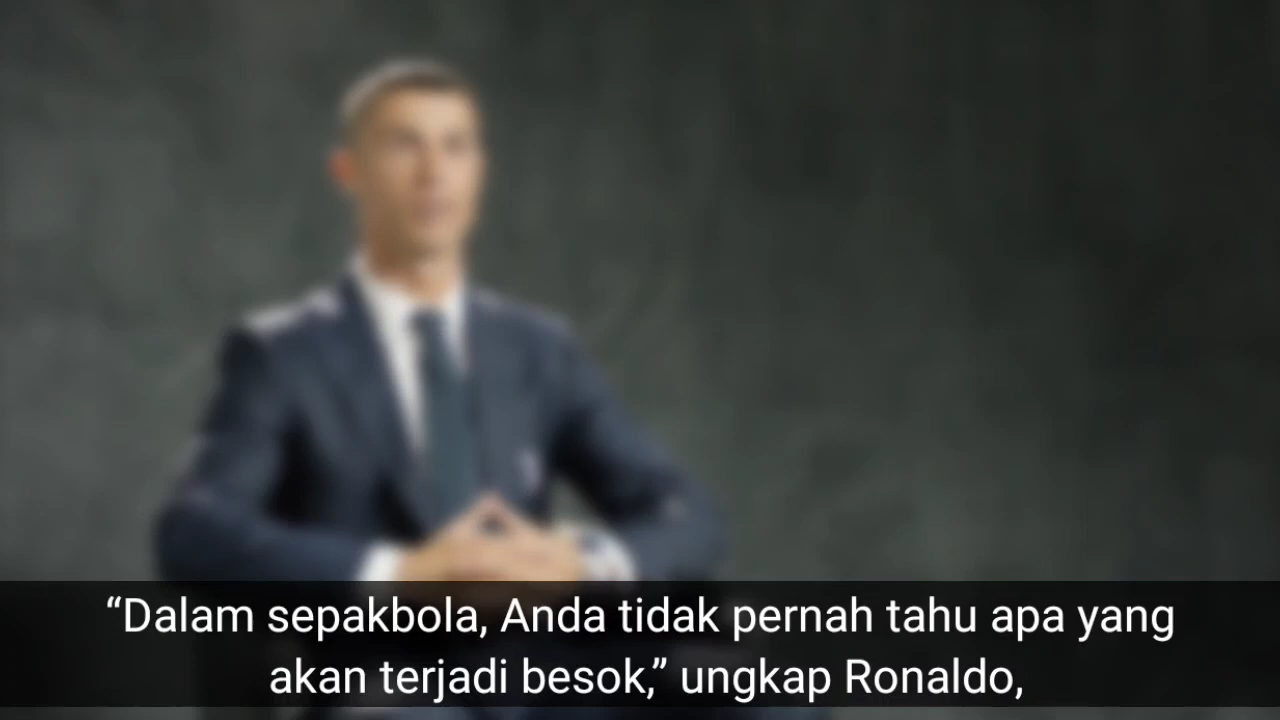 “Dalam sepakbola, Anda tidak pernah tahu apa yang
akan terjadi besok,” ungkap Ronaldo,